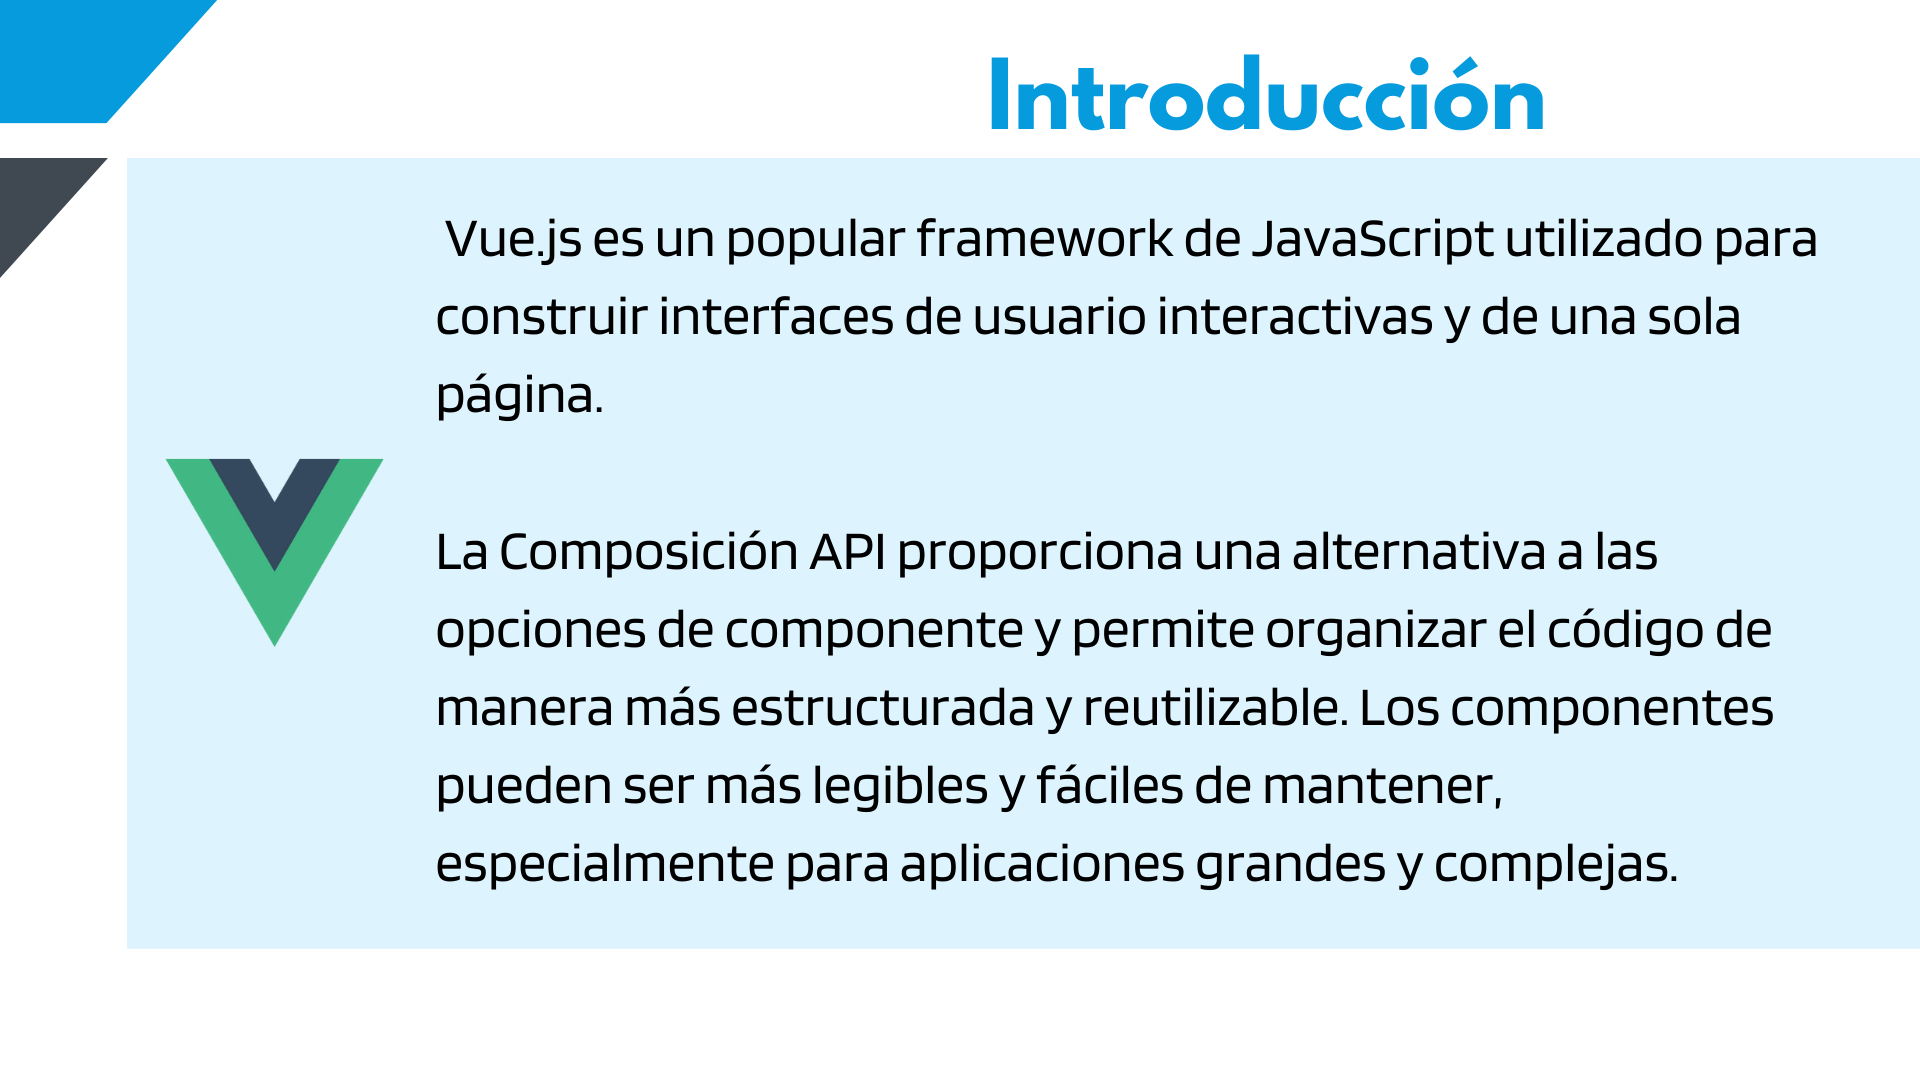 Introducción
Vue.js es un popular framework de JavaScript utilizado para
construir interfaces de usuario interactivas y de una sola
página.
La Composición API proporciona una alternativa a las
opciones de componente y permite organizar el código de
manera más estructurada y reutilizable. Los componentes
pueden ser más legibles y fáciles de mantener,
especialmente para aplicaciones grandes y complejas.